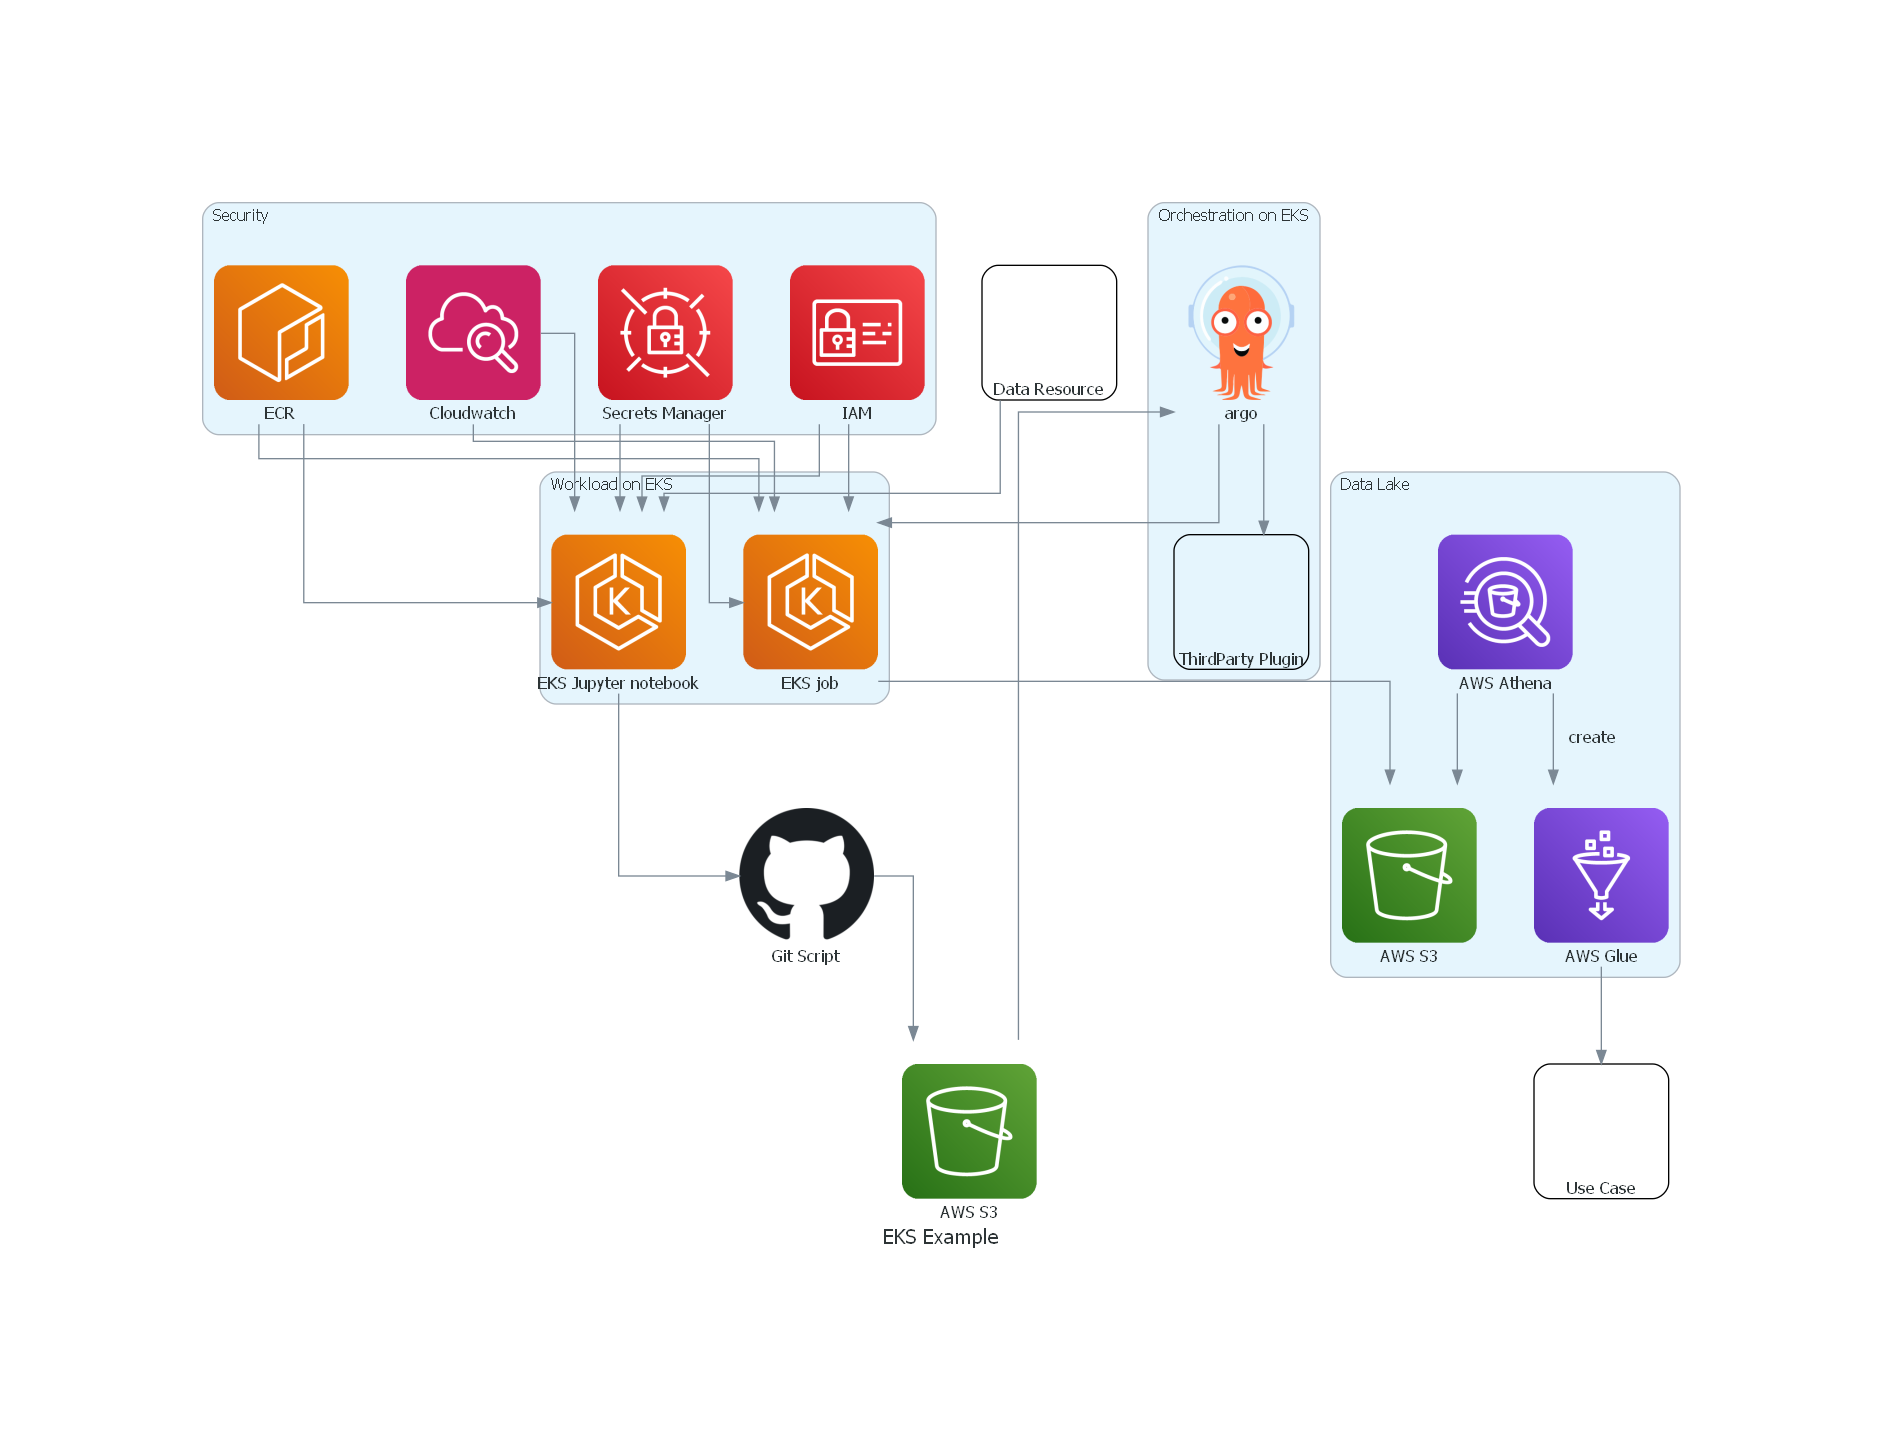 Security
Orchestration on EKS
Data Resource
ECR
Cloudwatch
Secrets Manager
IAM
argo
Workload on EKS
Data Lake
K
K
ThirdParty Plugin
EKS Jupyter notebook
EKS job
AWS Athena
create
Git Script
AWS S3
AWS Glue
Use Case
AWS S3
EKS Example